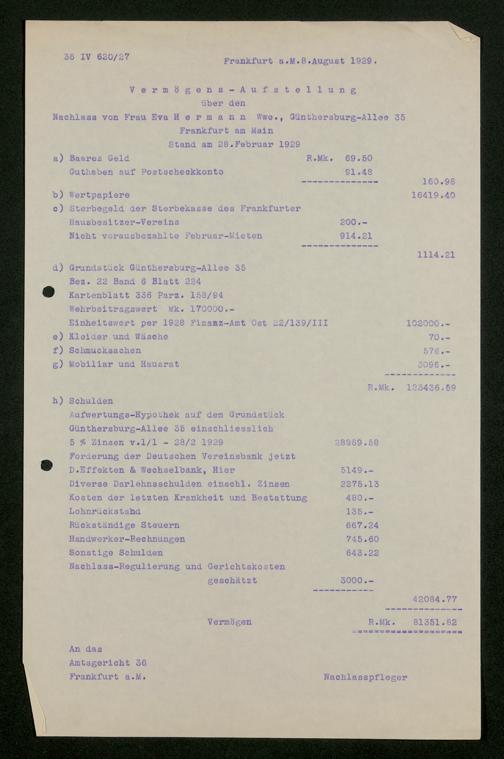 35 IV 620/27 Frankfurt a.M.8.August 1929.
Vermögens-Aufstellung
über den
Nachlass von Frau Eva Hermann Wwe., Günthersburg-Allee 35
Frankfurt am Main
Stand am 28.Februar 1929
a) Baares Geld R.Mk. 69.50
Guthaben auf Postscheckkonto 91.48
160.98
b) Wertpapiere 16419.40
c) Sterbegeld der Sterbekasse des Frankfurter
Hausbesitzer-Vereins 200.-
Nicht vorausbezahlte Februar-Mieten 914.21
1114.21
d) Grundstück Günthersburg-Allee 35
Bez. 22 Band 6 Blatt 224
Kartenblatt 336 Parz. 158/94
Wehrbeitragswert Mk. 170000.-
Einheitswert per 1928 Finanz-Amt Ost 22/139/III 102000.-
e) Kleider und Wäsche 70.-
f) Schmucksachen 576.-
g) Mobiliar und Hausrat 3096.-
R.Mk. 123436.59
h) Schulden
Aufwertungs-Hypothek auf dem Grundstück
Günthersburg-Allee 35 einschliesslich
5 % Zinsen v.1/1 - 28/2 1929 28989.58
Forderung der Deutschen Vereinsbank jetzt
D.Effekten & Wechselbank, Hier 5149.-
Diverse Darlehnsschulden einschl. Zinsen 2275.13
Kosten der letzten Krankheit und Bestattung 480.-
Lohnrückstand 135.-
Rückständige Steuern 667.24
Handwerker-Rechnungen 745.60
Sonstige Schulden 643.22
Nachlass-Regulierung und Gerichtskosten
geschätzt 3000.-
42084.77
Vermögen R.Mk. 81351.82
An das
Amtsgericht 36
Frankfurt a.M. Nachlasspfleger